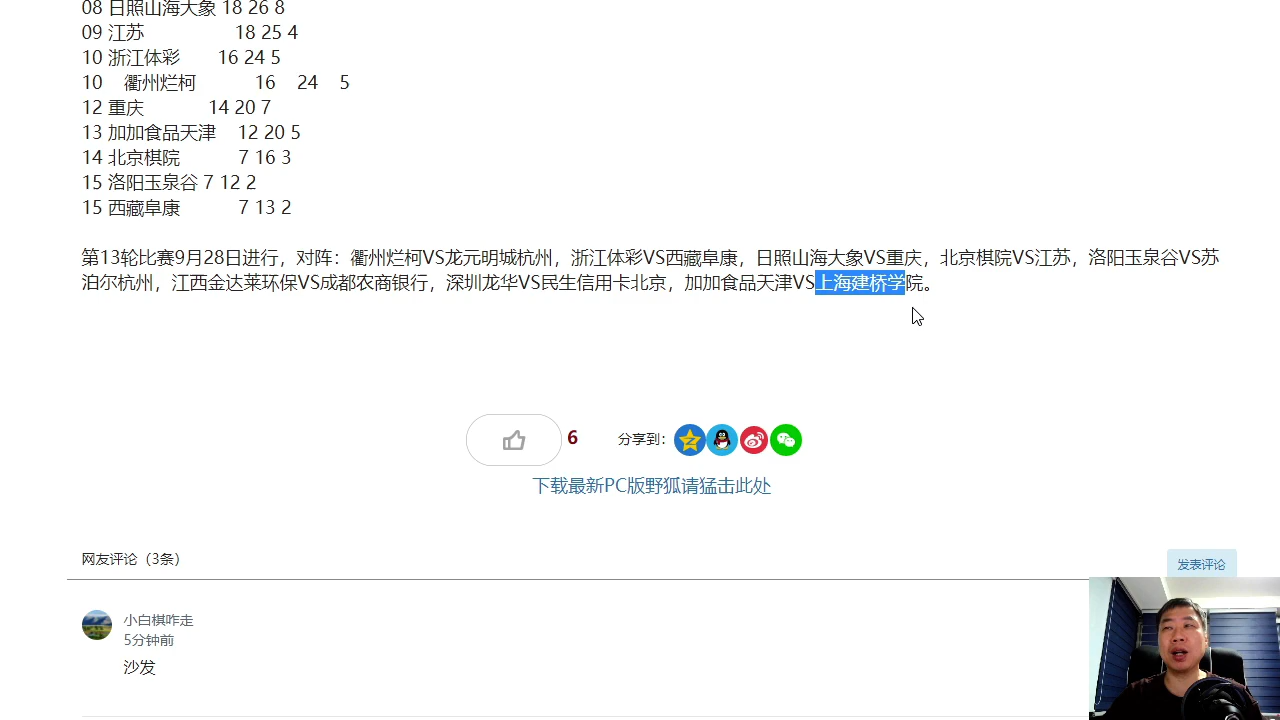 08 日照山海大象 18 26 8
09 江苏 18 25 4
10 浙江体彩 16 24 5
10 衢州烂柯 16 24 5
12 重庆 14 20 7
13 加加食品天津 12 20 5
14 北京棋院 7 16 3
15 洛阳玉泉谷 7 12 2
15 西藏阜康 7 13 2
第13轮比赛9月28日进行，对阵：衢州烂柯VS龙元明城杭州，浙江体彩VS西藏阜康，日照山海大象VS重庆，北京棋院VS江苏，洛阳玉泉谷VS苏
泊尔杭州，江西金达莱环保VS成都农商银行，深圳龙华VS民生信用卡北京，加加食品天津VS上海建桥学院。
6 分享到：
下载最新PC版野狐请猛击此处
网友评论（3条）
发表评论
小白棋咋走
5分钟前
沙发